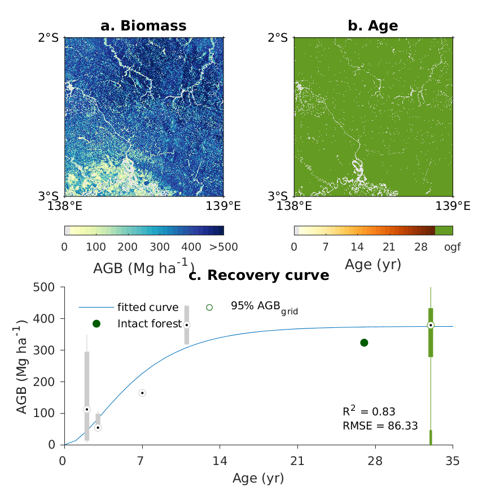 a. Biomass
b. Age
2°S
2°S
3°S
3°S
138°E 139°E
138°E 139°E
0 100 200 300 400 >500
0 7 14 21 28 ogf
AGB (Mg ha⁻¹)
Age (yr)
c. Recovery curve
500
400
300
200
100
0
AGB (Mg ha⁻¹)
fitted curve
95% AGB_grid
Intact forest
R² = 0.83
RMSE = 86.33
0 7 14 21 28 35
Age (yr)